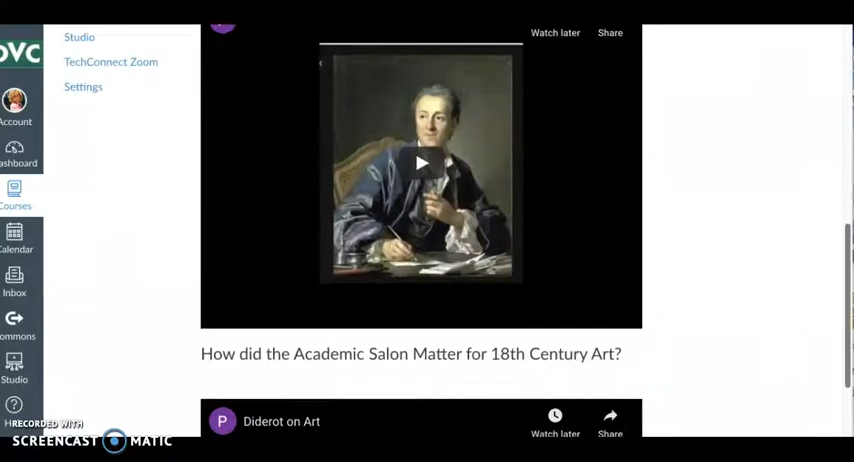 Studio
Watch later
Share
DVC
TechConnect Zoom
Settings
Account
ashboard
Courses
Calendar
Inbox
How did the Academic Salon Matter for 18th Century Art?
ommons
Studio
P
Diderot on Art
Watch later
Share
RECORDED WITH
SCREENCAST MATIC